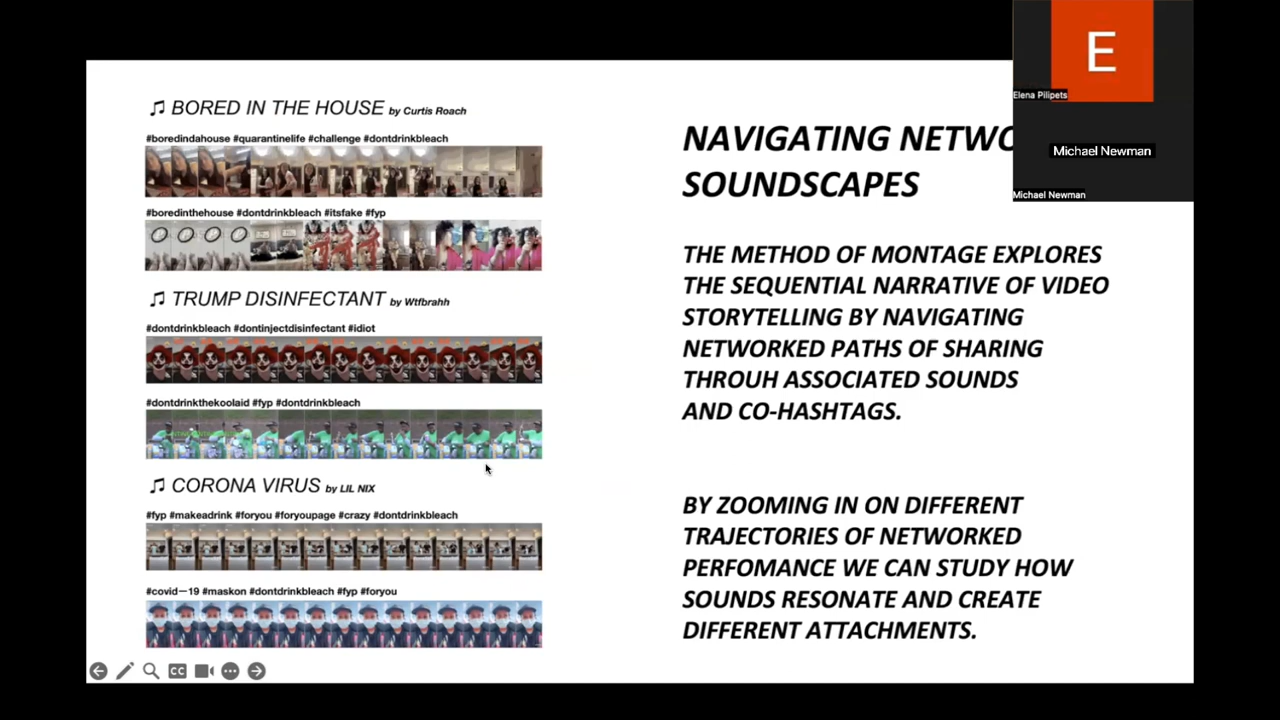 ♫ BORED IN THE HOUSE by Curtis Roach
#boredindahouse #quarantinelife #challenge #dontdrinkbleach
#boredinthehouse #dontdrinkbleach #itsfake #fyp
♫ TRUMP DISINFECTANT by Wtfbrahh
#dontdrinkbleach #dontinjectdisinfectant #idiot
#dontdrinkthekoolaid #fyp #dontdrinkbleach
♫ CORONA VIRUS by LIL NIX
#fyp #makeadrink #foryou #foryoupage #crazy #dontdrinkbleach
#covid—19 #maskon #dontdrinkbleach #fyp #foryou
CC
NAVIGATING NETWO
SOUNDSCAPES
THE METHOD OF MONTAGE EXPLORES
THE SEQUENTIAL NARRATIVE OF VIDEO
STORYTELLING BY NAVIGATING
NETWORKED PATHS OF SHARING
THROUH ASSOCIATED SOUNDS
AND CO-HASHTAGS.
BY ZOOMING IN ON DIFFERENT
TRAJECTORIES OF NETWORKED
PERFOMANCE WE CAN STUDY HOW
SOUNDS RESONATE AND CREATE
DIFFERENT ATTACHMENTS.
E
Elena Pilipets
Michael Newman
Michael Newman